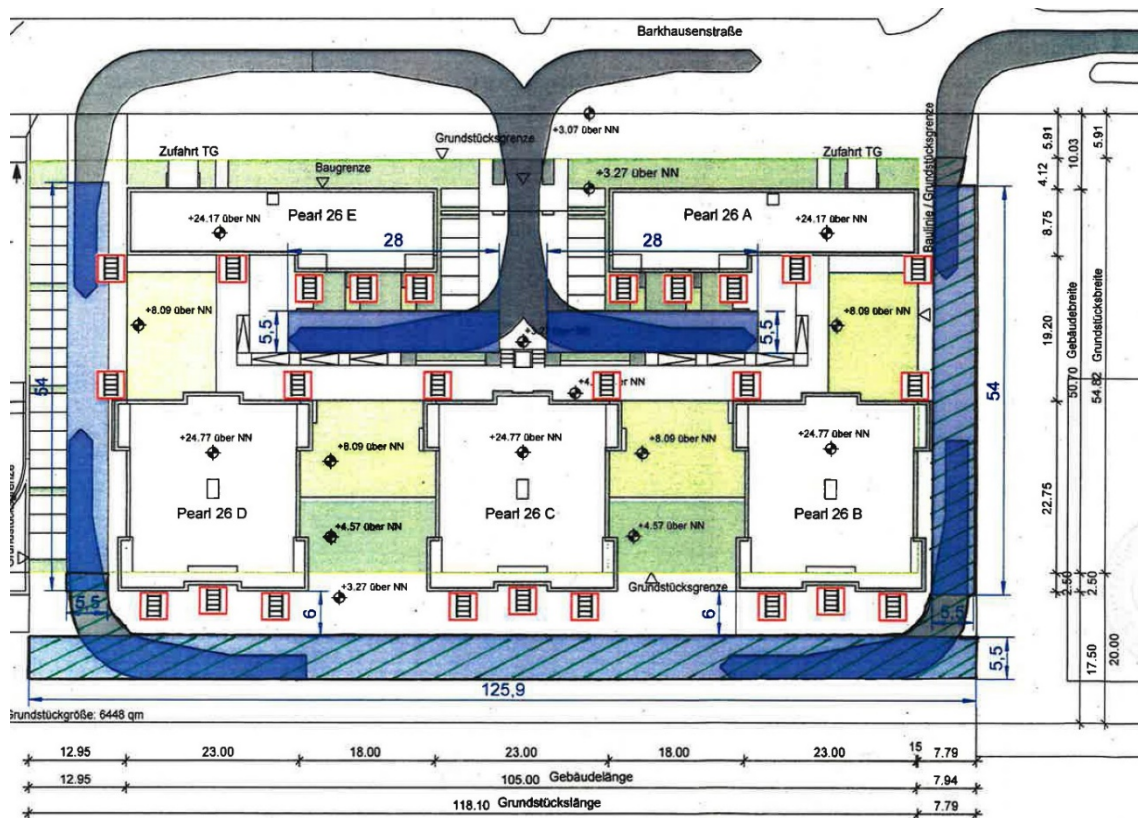 Barkhausenstraße
+3.07 über NN
Grundstücksgrenze
Zufahrt TG
Zufahrt TG
Baugrenze
+3.27 über NN
Baulinie / Grundstücksgrenze
Pearl 26 E
Pearl 26 A
+24.17 über NN
+24.17 über NN
28
28
+8.09 über NN
+8.09 über NN
5,5
5,5
54
54
+24.77 über NN
+24.77 über NN
+24.77 über NN
+8.09 über NN
+8.09 über NN
Pearl 26 D
Pearl 26 C
Pearl 26 B
+4.57 über NN
+4.57 über NN
Grundstücksgrenze
+3.27 über NN
Grundstücksgrenze
5,5
6
6
5,5
5,5
125,9
Grundstückgröße: 6448 qm
5.91
10.03
5.91
4.12
8.75
19.20
50.70 Gebäudebreite
54.82 Grundstücksbreite
22.75
2.50
2.50
17.50
20.00
12.95 23.00 18.00 23.00 18.00 23.00 15 7.79
12.95 105.00 Gebäudelänge 7.94
118.10 Grundstückslänge 7.79